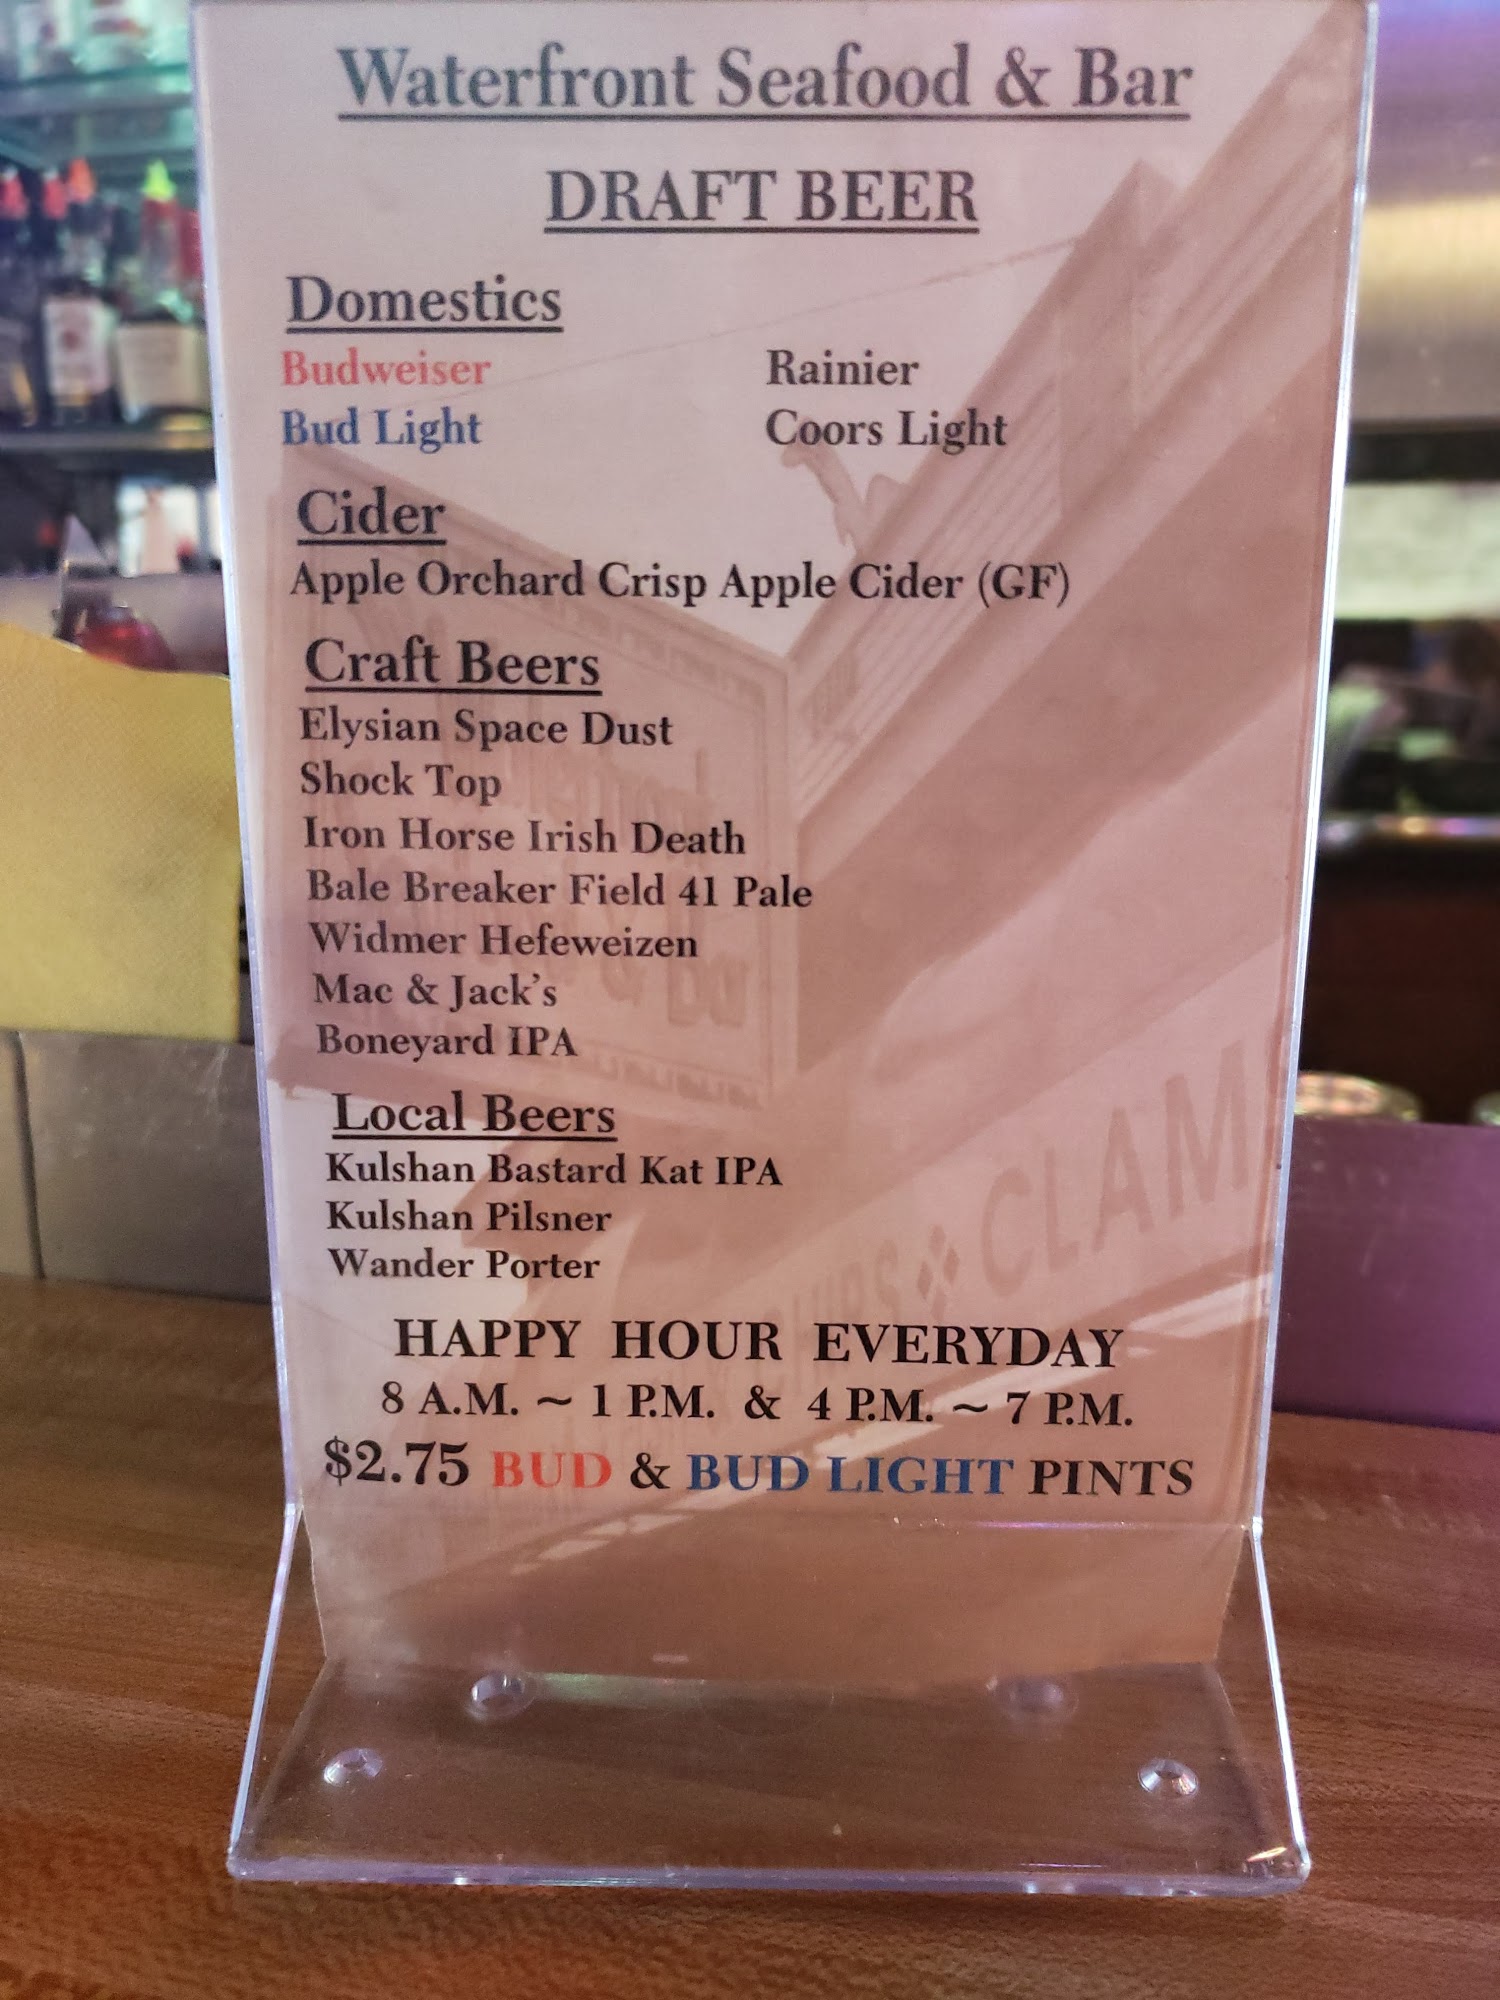 Waterfront Seafood & Bar
DRAFT BEER
Domestics
Budweiser Rainier
Bud Light Coors Light
Cider
Apple Orchard Crisp Apple Cider (GF)
Craft Beers
Elysian Space Dust
Shock Top
Iron Horse Irish Death
Bale Breaker Field 41 Pale
Widmer Hefeweizen
Mac & Jack's
Boneyard IPA
Local Beers
Kulshan Bastard Kat IPA
Kulshan Pilsner
Wander Porter
CHIPS CLAM
HAPPY HOUR EVERYDAY
8 A.M. ~ 1 P.M. & 4 P.M. ~ 7 P.M.
$2.75 BUD & BUD LIGHT PINTS